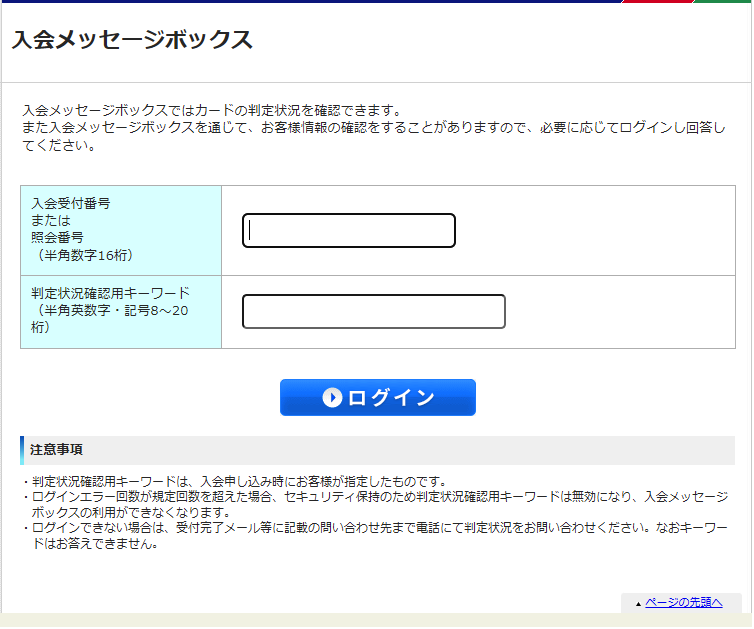 入会メッセージボックス
入会メッセージボックスではカードの判定状況を確認できます。
また入会メッセージボックスを通じて、お客様情報の確認をすることがありますので、必要に応じてログインし回答し
てください。
入会受付番号
または
照会番号
（半角数字16桁）
判定状況確認用キーワード
（半角英数字・記号8～20
桁）
ログイン
注意事項
・判定状況確認用キーワードは、入会申し込み時にお客様が指定したものです。
・ログインエラー回数が規定回数を超えた場合、セキュリティ保持のため判定状況確認用キーワードは無効になり、入会メッセージ
ボックスの利用ができなくなります。
・ログインできない場合は、受付完了メール等に記載の問い合わせ先まで電話にて判定状況をお問い合わせください。なおキーワー
ドはお答えできません。
▲ ページの先頭へ